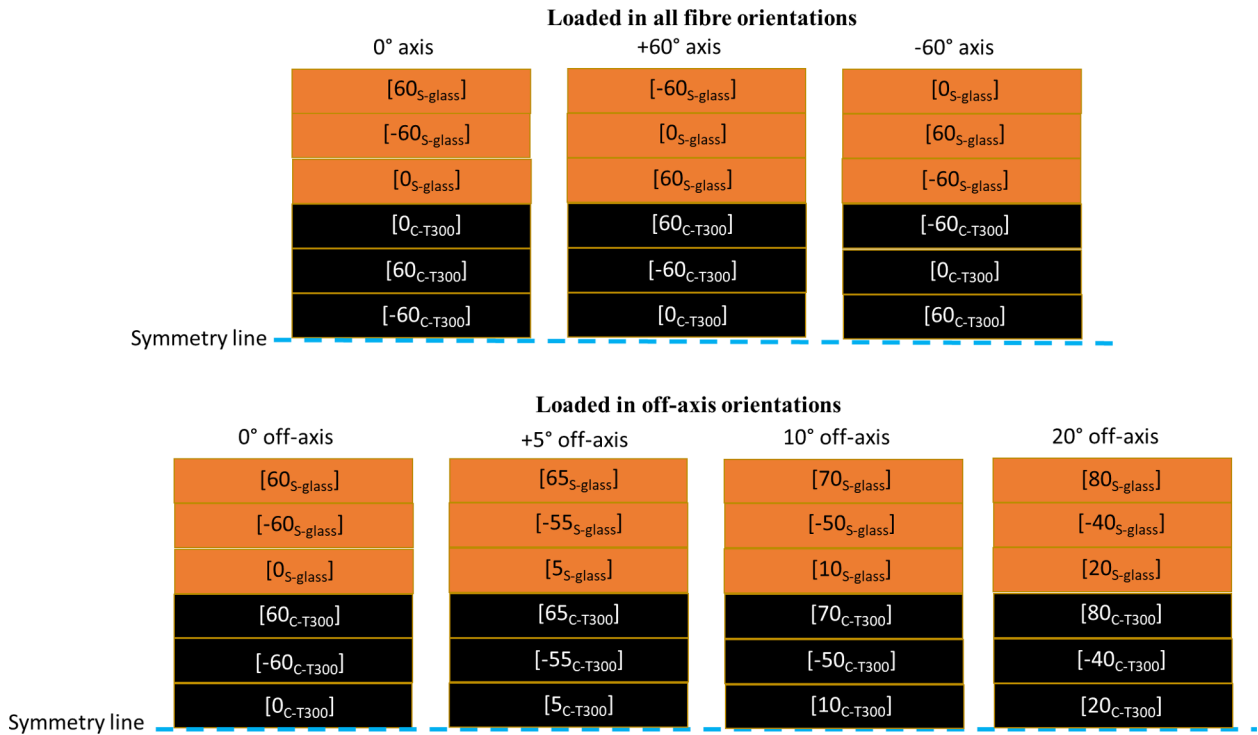 Loaded in all fibre orientations
0° axis +60° axis -60° axis
[60S-glass] [-60S-glass] [0S-glass]
[-60S-glass] [0S-glass] [60S-glass]
[0S-glass] [60S-glass] [-60S-glass]
[0C-T300] [60C-T300] [-60C-T300]
[60C-T300] [-60C-T300] [0C-T300]
[-60C-T300] [0C-T300] [60C-T300]
Symmetry line
Loaded in off-axis orientations
0° off-axis +5° off-axis 10° off-axis 20° off-axis
[60S-glass] [65S-glass] [70S-glass] [80S-glass]
[-60S-glass] [-55S-glass] [-50S-glass] [-40S-glass]
[0S-glass] [5S-glass] [10S-glass] [20S-glass]
[60C-T300] [65C-T300] [70C-T300] [80C-T300]
[-60C-T300] [-55C-T300] [-50C-T300] [-40C-T300]
[0C-T300] [5C-T300] [10C-T300] [20C-T300]
Symmetry line